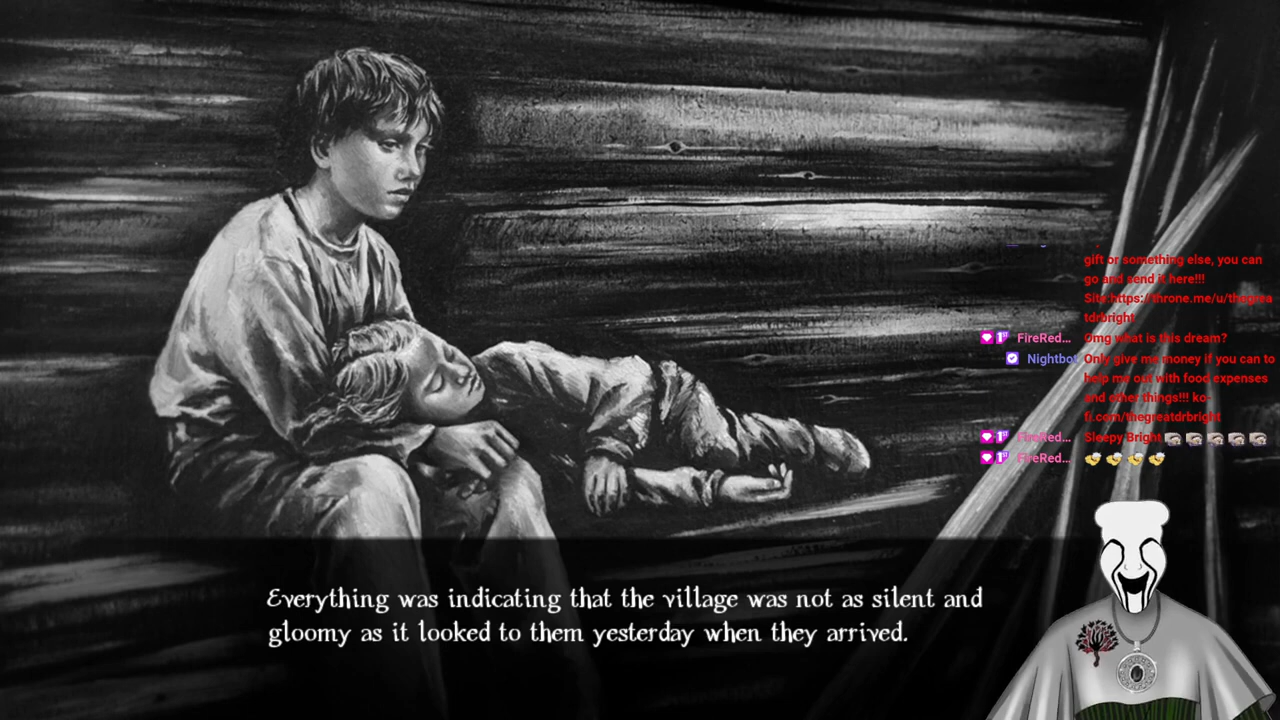 gift or something else, you can
go and send it here!!!
Site:https://throne.me/u/thegrea
tdrbright
FireRed... Omg what is this dream?
Nightbot Only give me money if you can to
help me out with food expenses
and other things!!! ko-
fi.com/thegreatdrbright
FireRed... Sleepy Bright
FireRed...
Everything was indicating that the village was not as silent and
gloomy as it looked to them yesterday when they arrived.